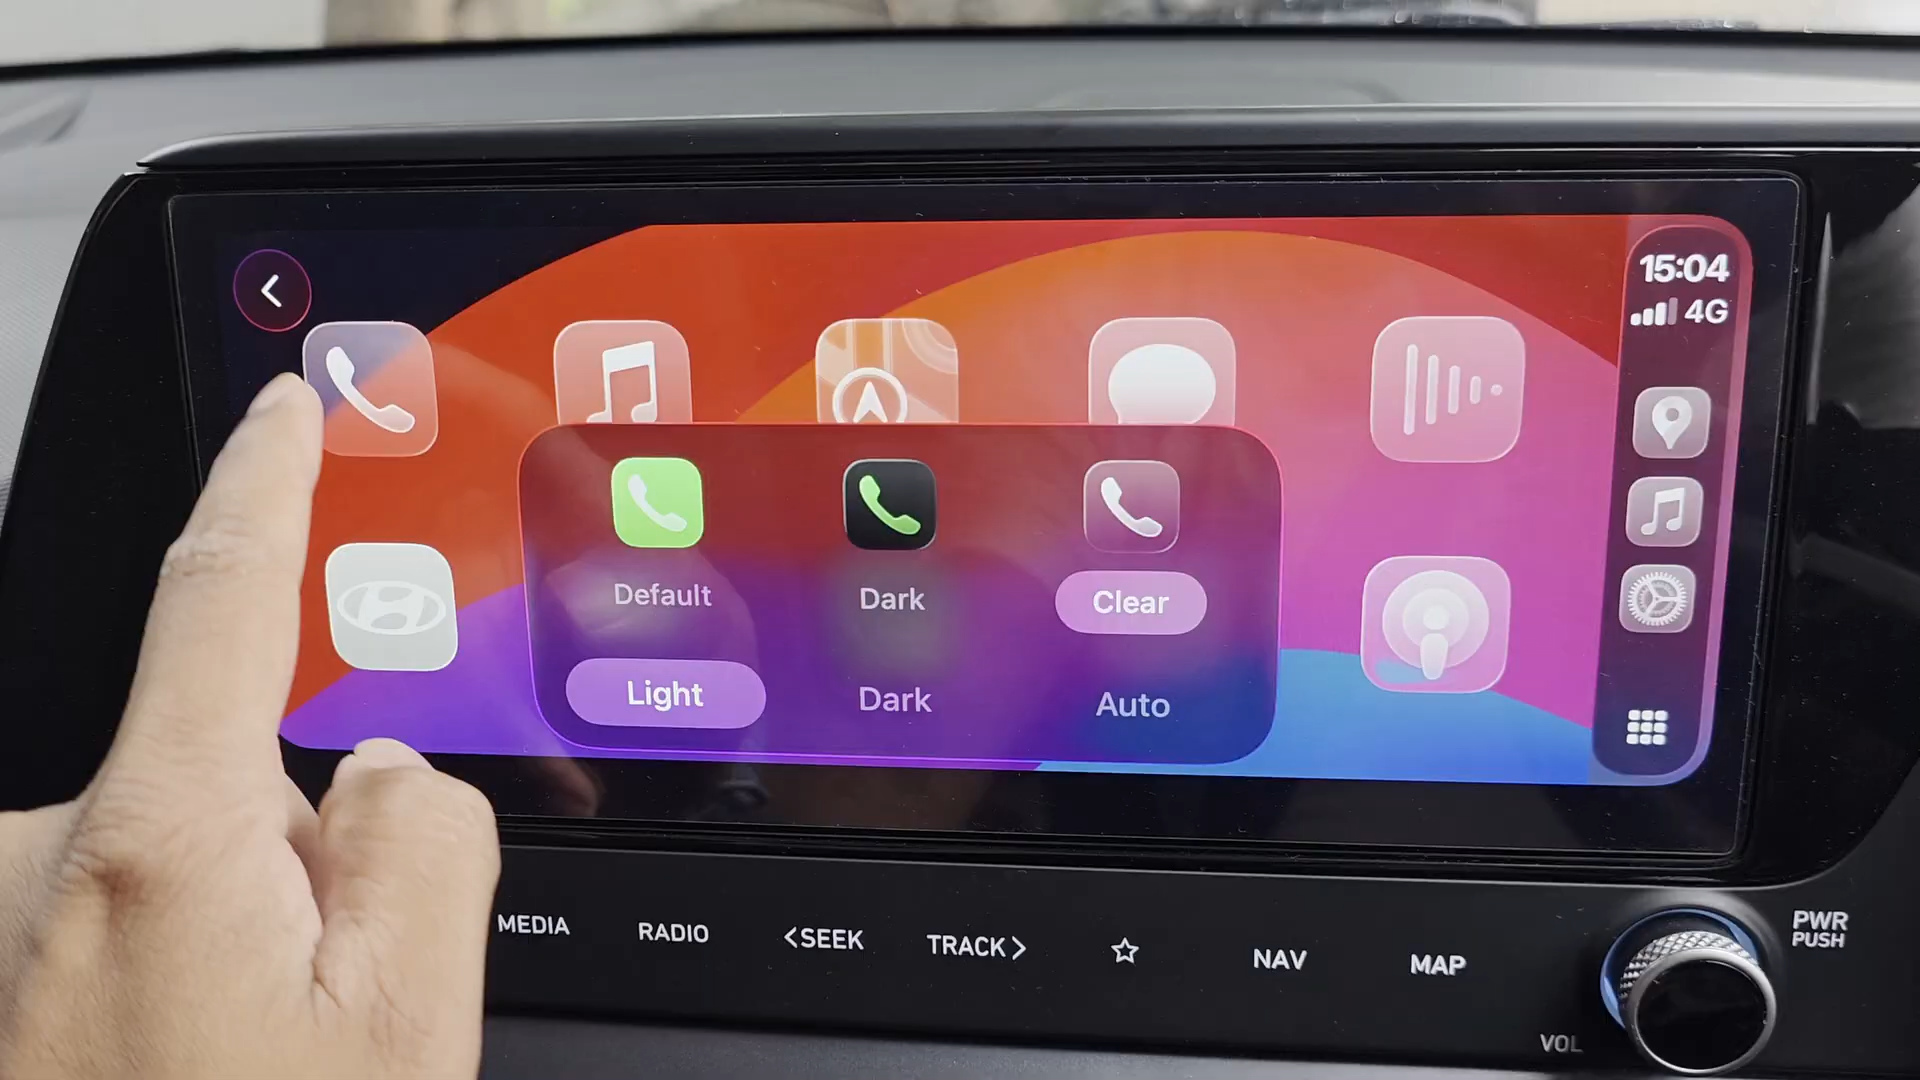 15:04
4G
Default
Dark
Clear
Light
Dark
Auto
MEDIA
RADIO
<SEEK
TRACK>
NAV
MAP
PWR
PUSH
VOL